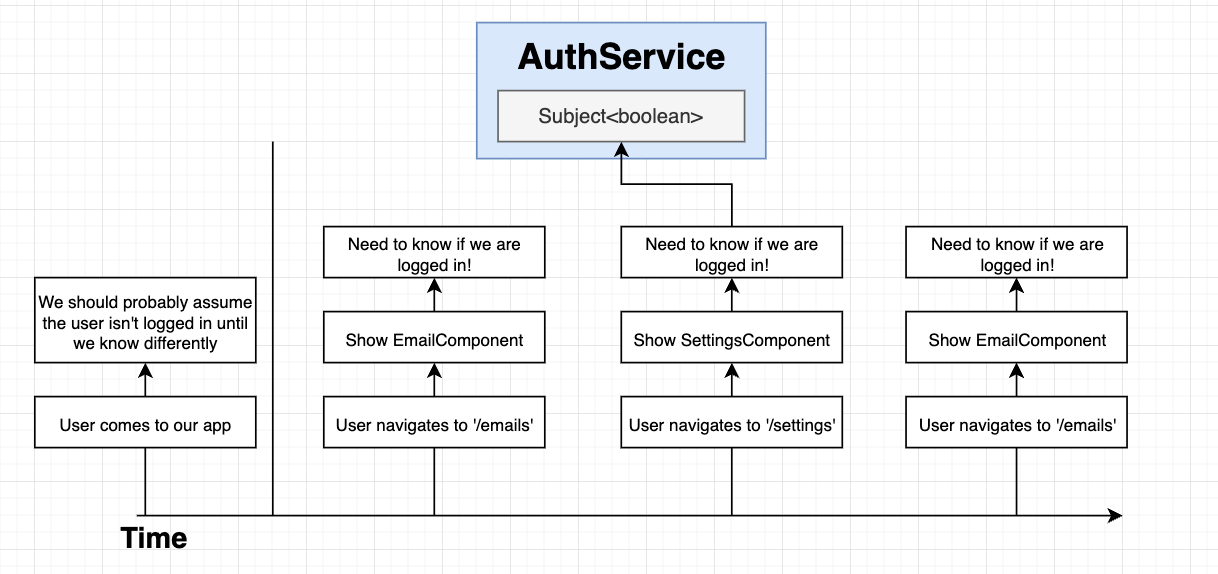 AuthService
Subject<boolean>
Need to know if we are
logged in!
Need to know if we are
logged in!
Need to know if we are
logged in!
We should probably assume
the user isn't logged in until
we know differently
Show EmailComponent
Show SettingsComponent
Show EmailComponent
User comes to our app
User navigates to '/emails'
User navigates to '/settings'
User navigates to '/emails'
Time